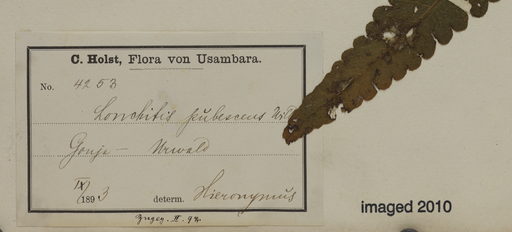 C. Holst, Flora von Usambara.
No. 4253
Lonchitis pubescens Willd
Gonja — Urwald
IX/1893 determ. Hieronymus
imaged 2010